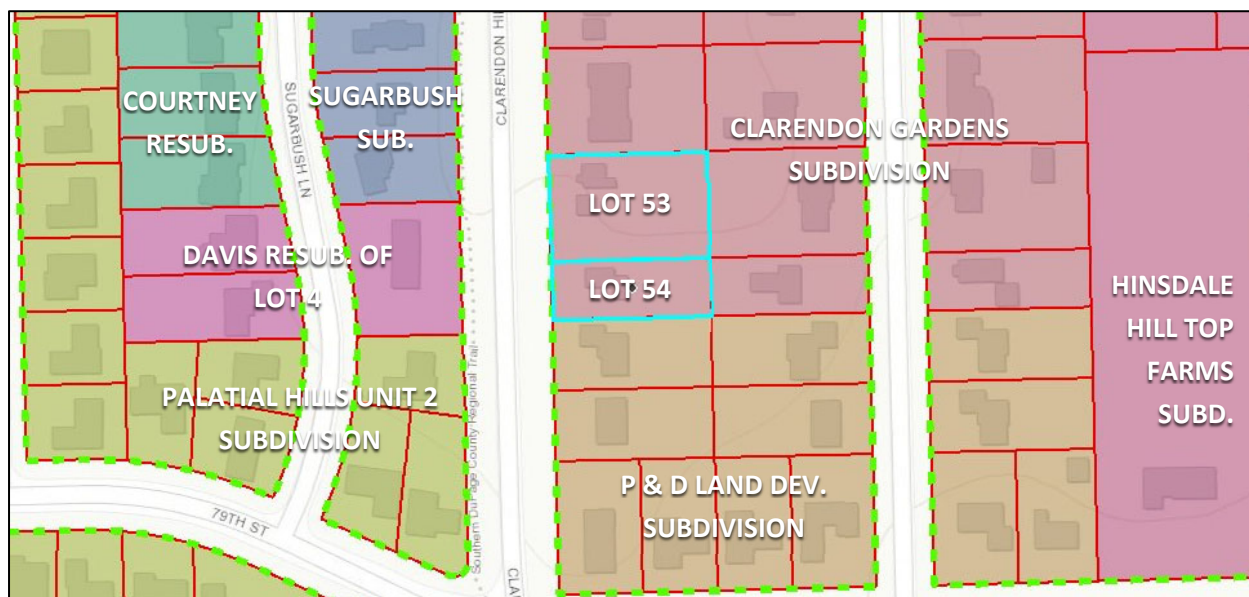 COURTNEY
RESUB.
SUGARBUSH LN
SUGARBUSH
SUB.
CLARENDON HI
CLARENDON GARDENS
SUBDIVISION
LOT 53
DAVIS RESUB. OF
LOT 4
LOT 54
HINSDALE
HILL TOP
FARMS
SUBD.
PALATIAL HILLS UNIT 2
SUBDIVISION
Southern DuPage County Regional Trail
P & D LAND DEV.
SUBDIVISION
79TH ST
CLA